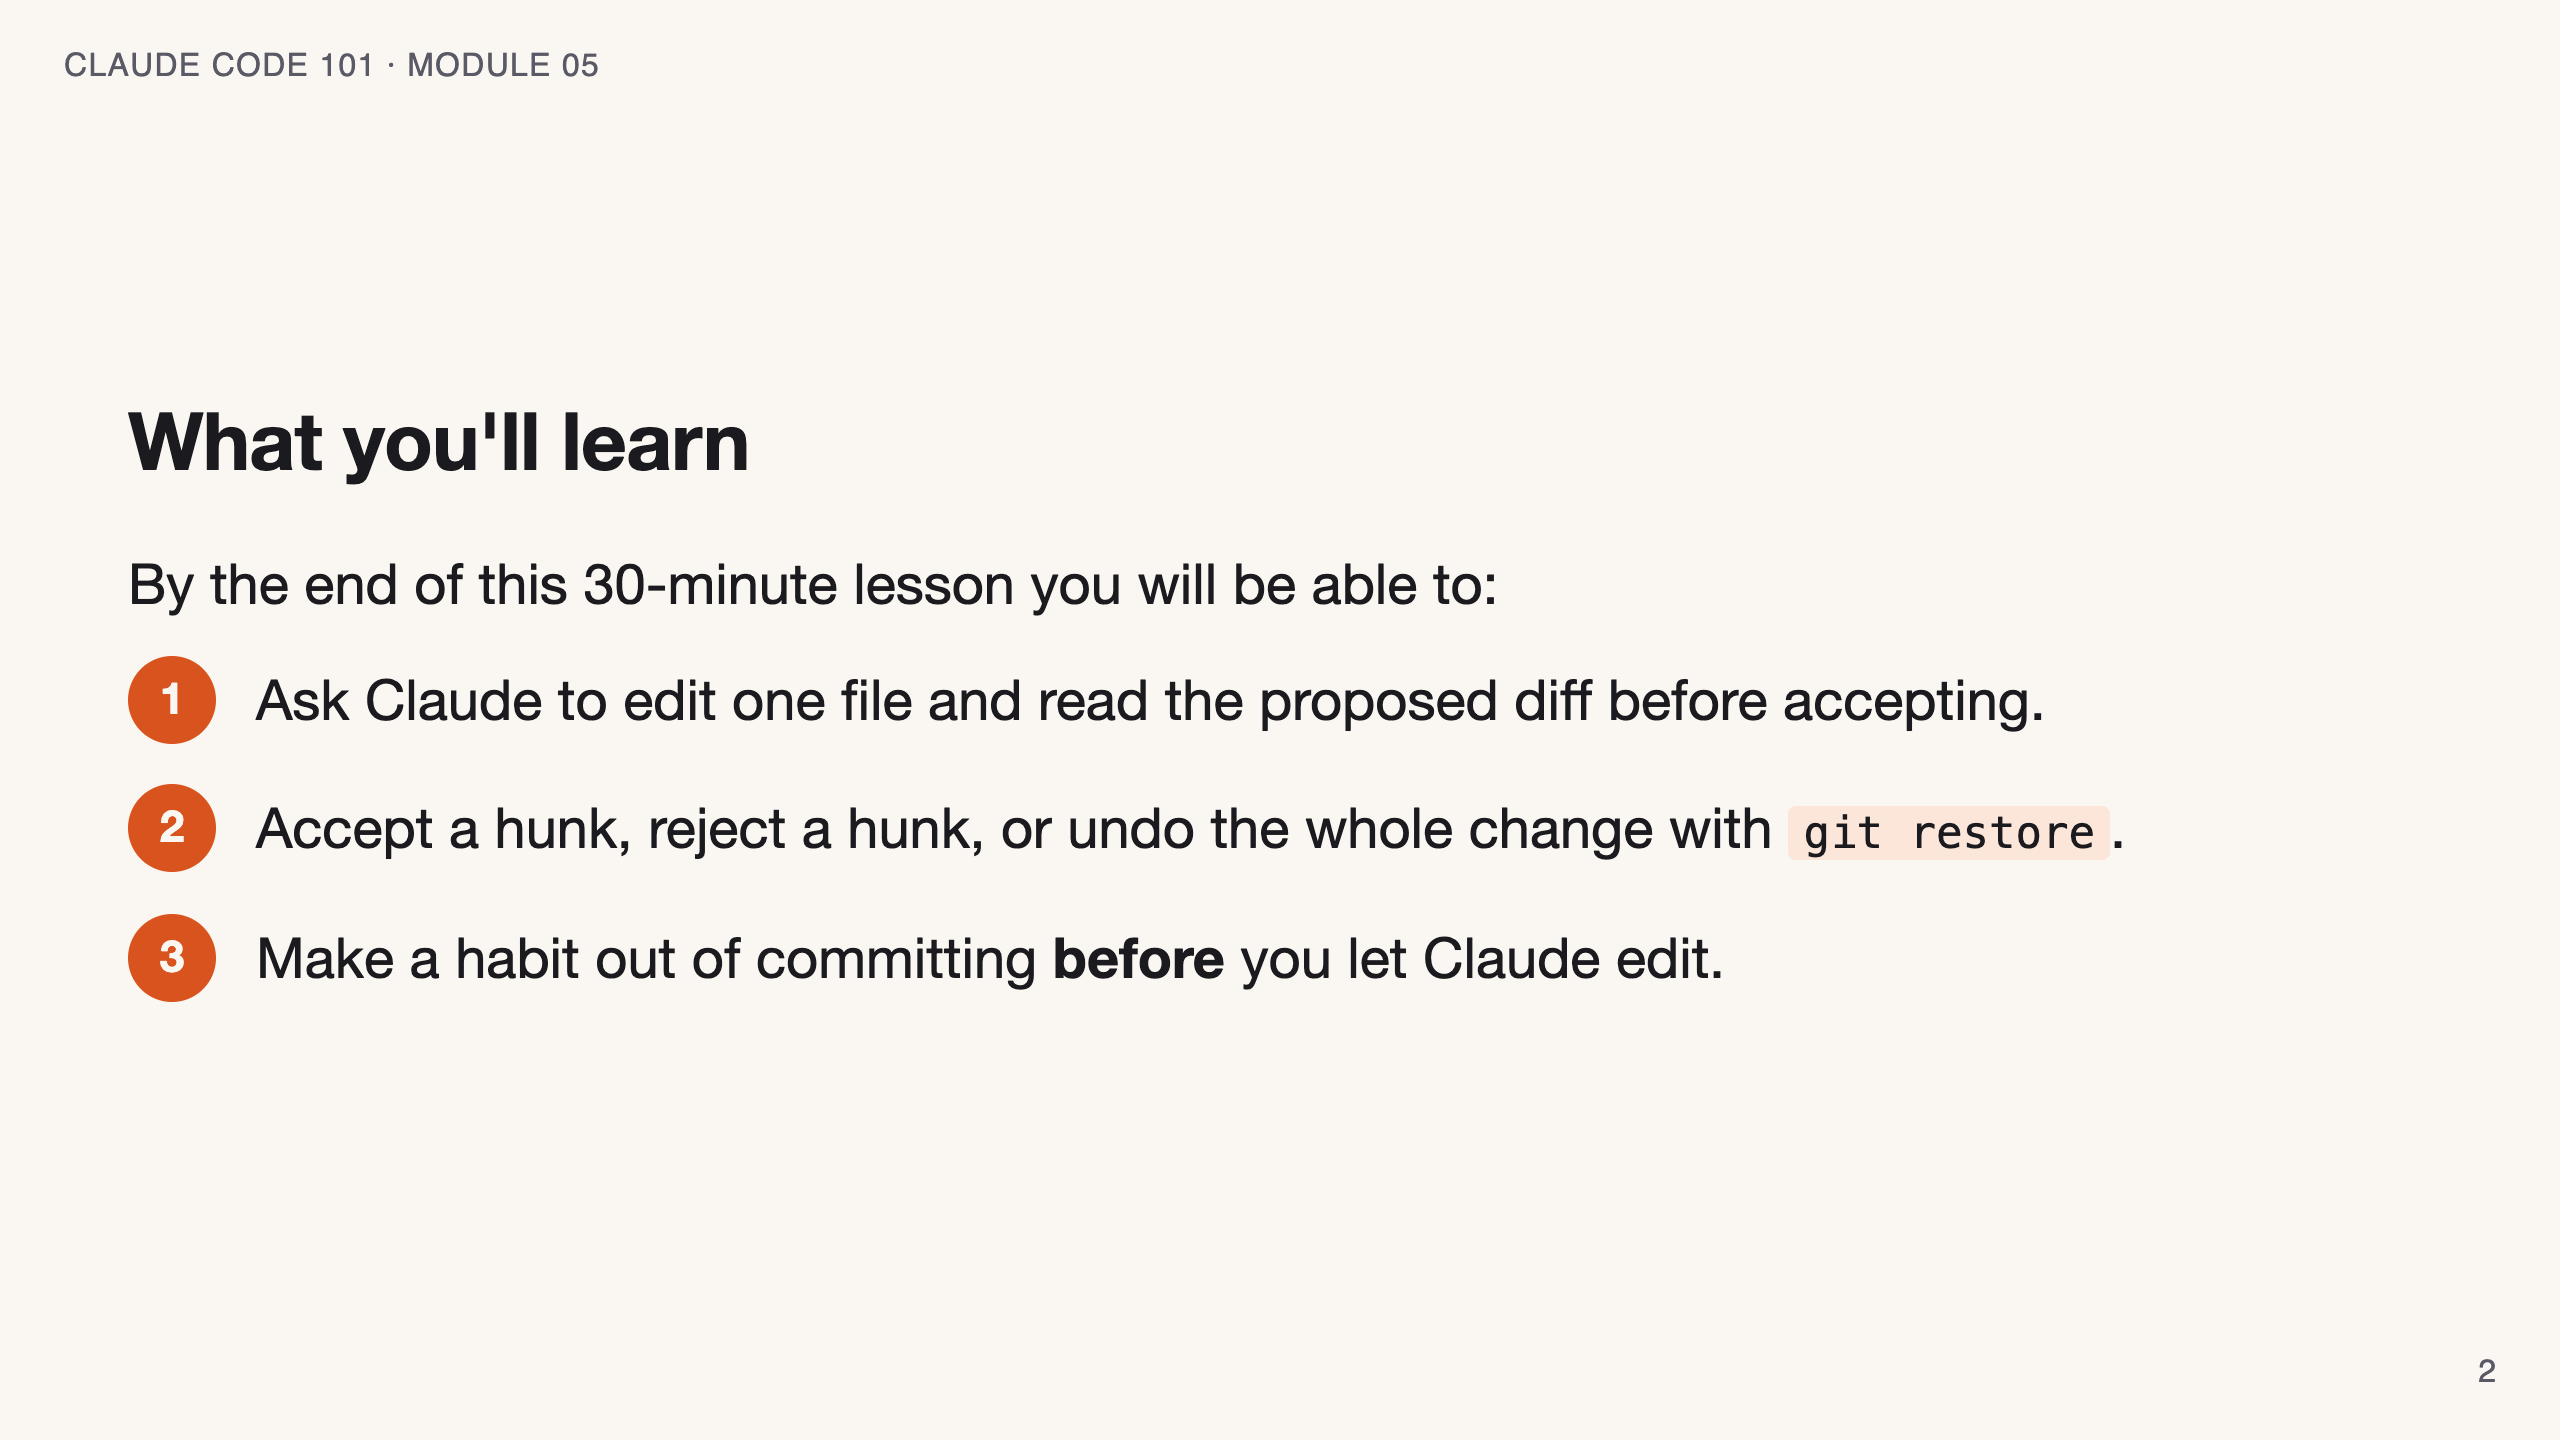 CLAUDE CODE 101 · MODULE 05
What you'll learn
By the end of this 30-minute lesson you will be able to:
1 Ask Claude to edit one file and read the proposed diff before accepting.
2 Accept a hunk, reject a hunk, or undo the whole change with git restore.
3 Make a habit out of committing before you let Claude edit.
2